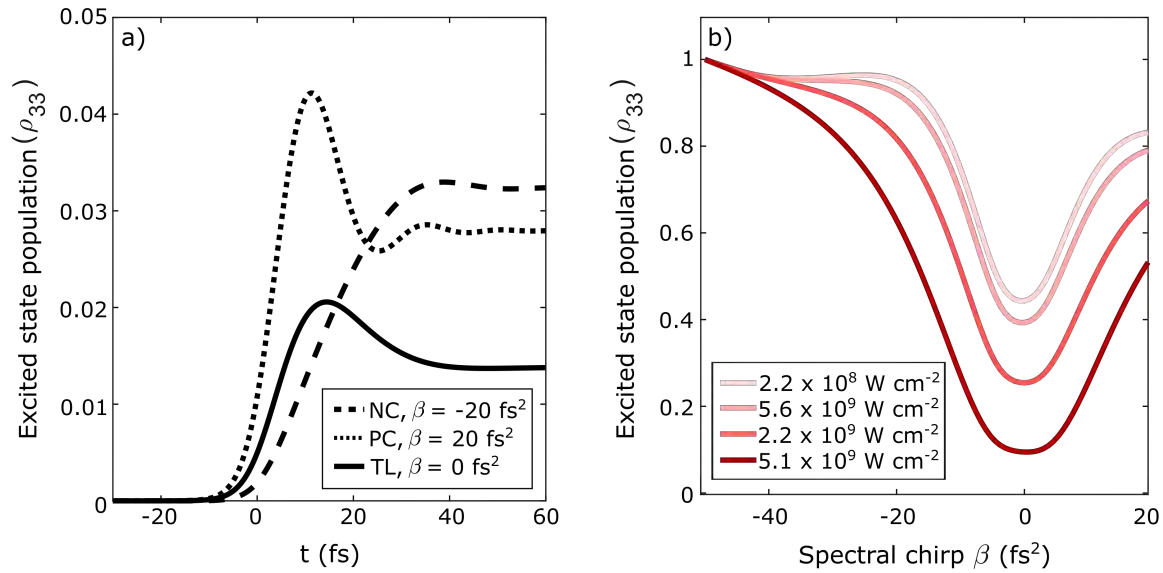 a)
Excited state population (ρ33)
0.05
0.04
0.03
0.02
0.01
0
-20
0
20
40
60
t (fs)
NC, β = -20 fs²
PC, β = 20 fs²
TL, β = 0 fs²
b)
Excited state population (ρ33)
1
0.8
0.6
0.4
0.2
0
-40
-20
0
20
Spectral chirp β (fs²)
2.2 x 10⁸ W cm⁻²
5.6 x 10⁹ W cm⁻²
2.2 x 10⁹ W cm⁻²
5.1 x 10⁹ W cm⁻²